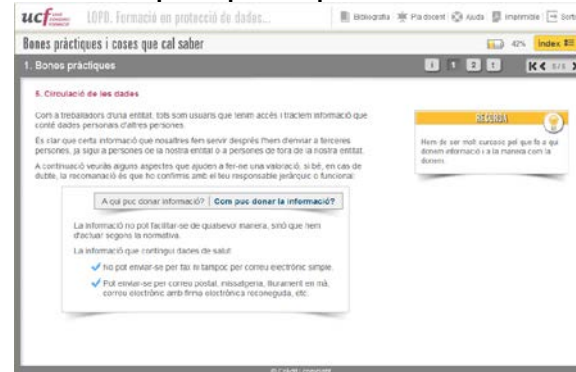 ucf
LOPD. Formació en protecció de dades...
Bibliografia Pla docent Ajuda Imprimible Sortir
Bones pràctiques i coses que cal saber
42% Índex
1. Bones pràctiques
i 1 2 t
5. Circulació de les dades
Com a treballadors d'una entitat, tots som usuaris que tenim accés i tractem informació que
conté dades personals d'altres persones.
És clar que certa informació que nosaltres fem servir després l'hem d'enviar a terceres
persones, ja sigui a persones de la nostra entitat o a persones de fora de la nostra entitat.
A continuació veuràs alguns aspectes que ajuden a fer-ne una valoració, si bé, en cas de
dubte, la recomanació és que ho confirmis amb el teu responsable jeràrquic o funcional:
RECORDA
Hem de ser molt curosos pel que fa a qui
donem informació i a la manera com la
donem.
A qui puc donar informació? Com puc donar la informació?
La informació no pot facilitar-se de qualsevol manera, sinó que hem
d'actuar segons la normativa.
La informació que contingui dades de salut:
No pot enviar-se per fax ni tampoc per correu electrònic simple.
Pot enviar-se per correu postal, missatgeria, lliurament en mà,
correu electrònic amb firma electrònica reconeguda, etc.